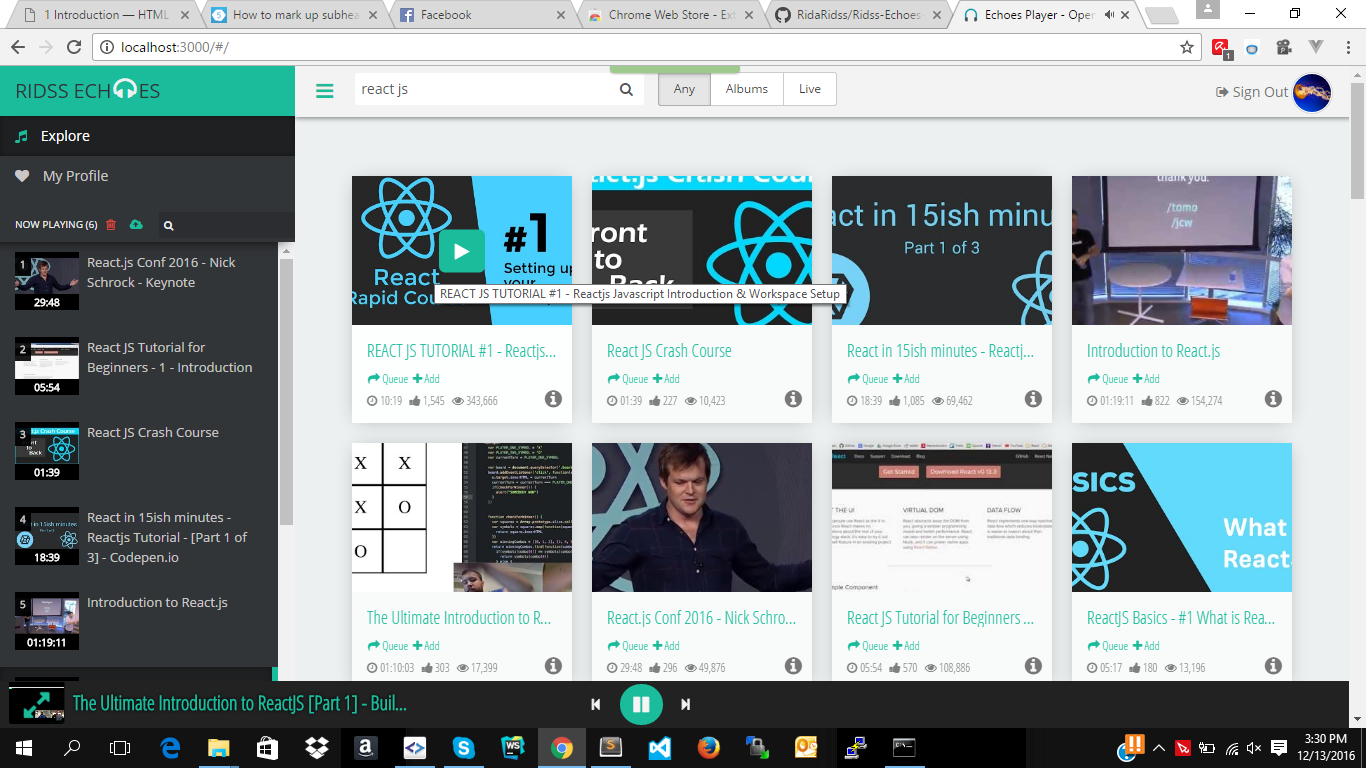 1 Introduction — HTML
How to mark up subhea
Facebook
Chrome Web Store - Ext
RidaRidss/Ridss-Echoes
Echoes Player - Open
localhost:3000/#/
1
RIDSS ECHOES
react js
Any
Albums
Live
Sign Out
Explore
My Profile
NOW PLAYING (6)
1
29:48
React.js Conf 2016 - Nick
Schrock - Keynote
2
05:54
React JS Tutorial for
Beginners - 1 - Introduction
3
01:39
React JS Crash Course
4
18:39
React in 15ish minutes -
Reactjs Tutorial - [Part 1 of
3] - Codepen.io
5
01:19:11
Introduction to React.js
#1
Setting up
your
React
Rapid Cou
REACT JS TUTORIAL #1 - Reactjs Javascript Introduction & Workspace Setup
REACT JS TUTORIAL #1 - Reactjs...
Queue Add
10:19 1,545 343,666
ct.js Crash Cour
ront
to
Back
React JS Crash Course
Queue Add
01:39 227 10,423
act in 15ish minu
Part 1 of 3
React in 15ish minutes - Reactj...
Queue Add
18:39 1,085 69,462
thank you.
/tomo
/jcw
Introduction to React.js
Queue Add
01:19:11 822 154,274
X X
X O
O
The Ultimate Introduction to R...
Queue Add
01:10:03 303 17,399
React.js Conf 2016 - Nick Schro...
Queue Add
29:48 296 49,876
Docs Support Download Blog
Get Started
Download React v0.13.3
THE UI
VIRTUAL DOM
DATA FLOW
mple Component
React JS Tutorial for Beginners ...
Queue Add
05:54 570 108,886
SICS
What
React
ReactJS Basics - #1 What is Rea...
Queue Add
05:17 180 13,196
The Ultimate Introduction to ReactJS [Part 1] - Buil...
3:30 PM
12/13/2016